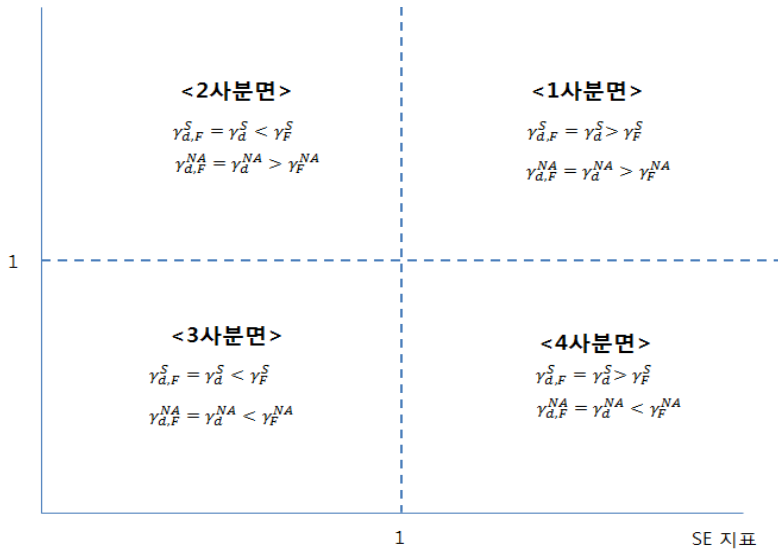 <2사분면>
γ^S_{d,F} = γ^S_d < γ^S_F
γ^{NA}_{d,F} = γ^{NA}_d > γ^{NA}_F
<1사분면>
γ^S_{d,F} = γ^S_d > γ^S_F
γ^{NA}_{d,F} = γ^{NA}_d > γ^{NA}_F
1
<3사분면>
γ^S_{d,F} = γ^S_d < γ^S_F
γ^{NA}_{d,F} = γ^{NA}_d < γ^{NA}_F
<4사분면>
γ^S_{d,F} = γ^S_d > γ^S_F
γ^{NA}_{d,F} = γ^{NA}_d < γ^{NA}_F
1
SE 지표